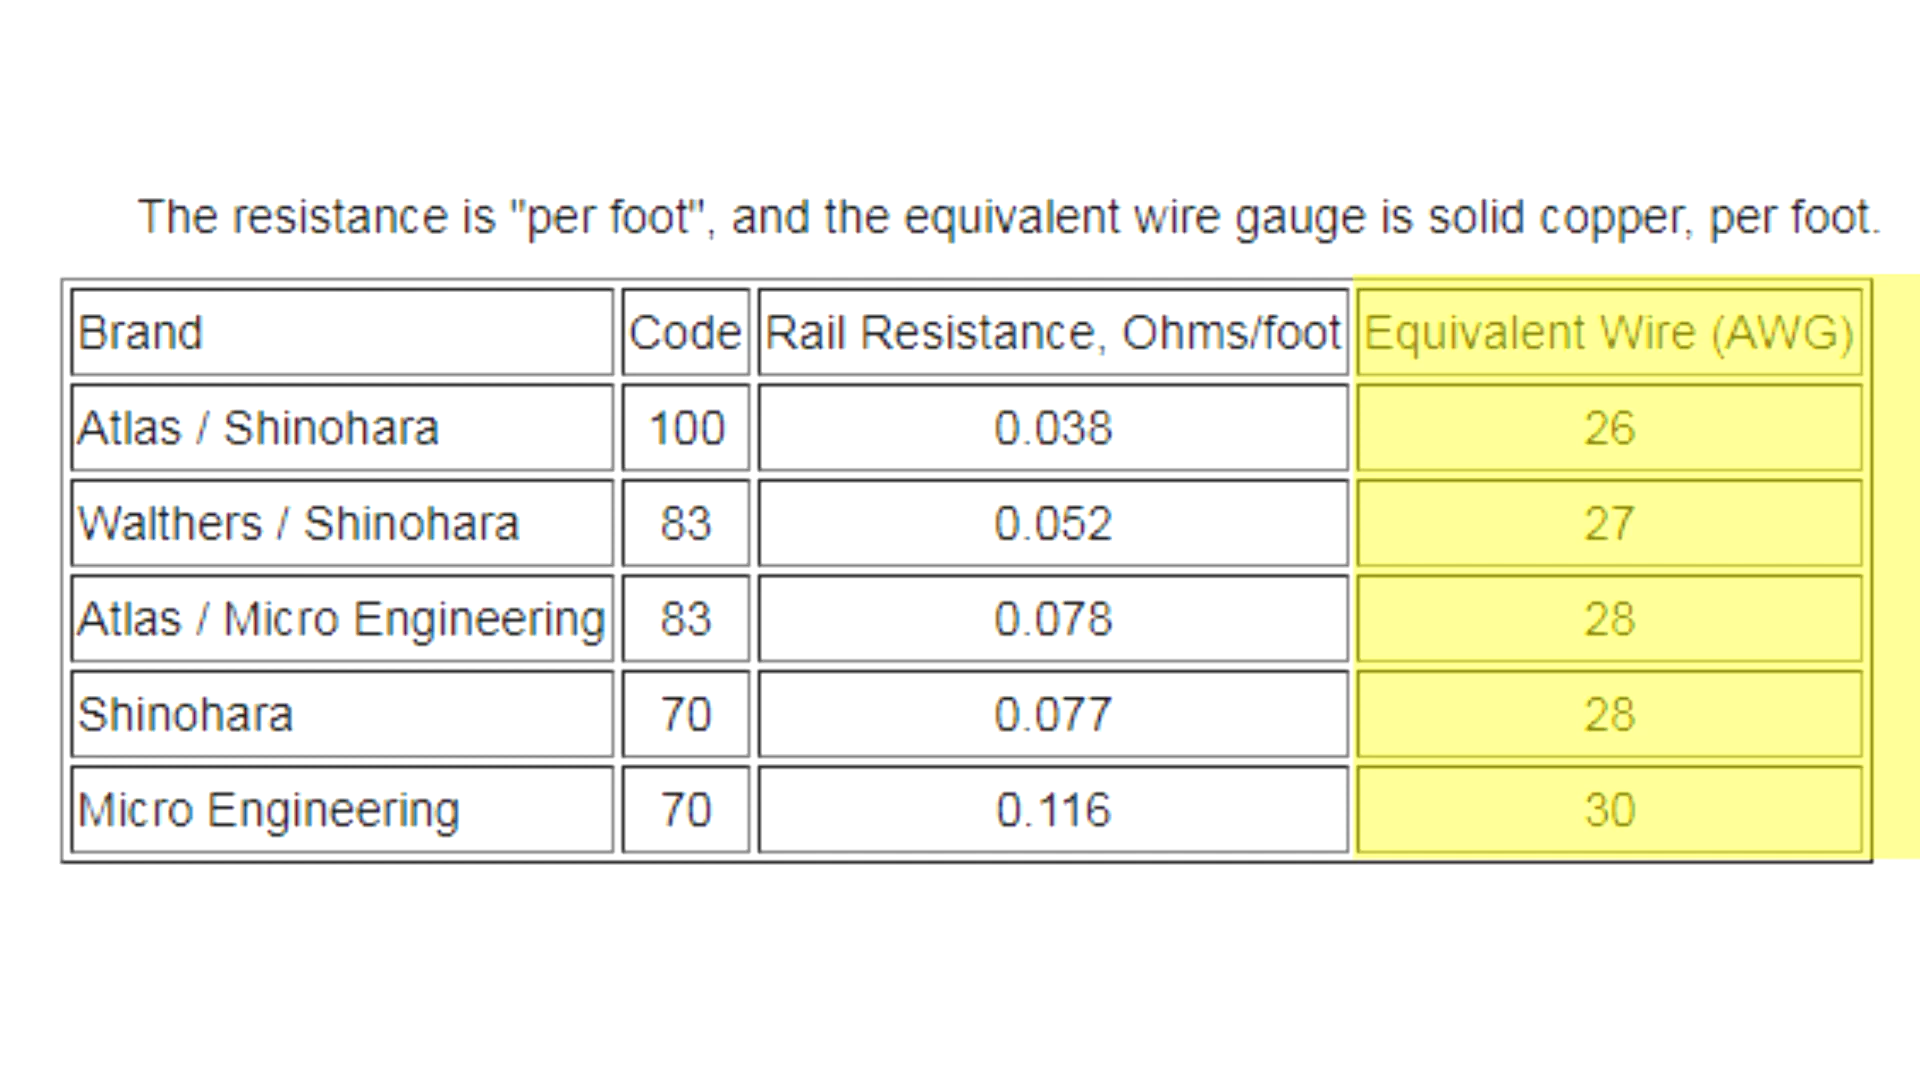 The resistance is "per foot", and the equivalent wire gauge is solid copper, per foot.
Brand Code Rail Resistance, Ohms/foot Equivalent Wire (AWG)
Atlas / Shinohara 100 0.038 26
Walthers / Shinohara 83 0.052 27
Atlas / Micro Engineering 83 0.078 28
Shinohara 70 0.077 28
Micro Engineering 70 0.116 30